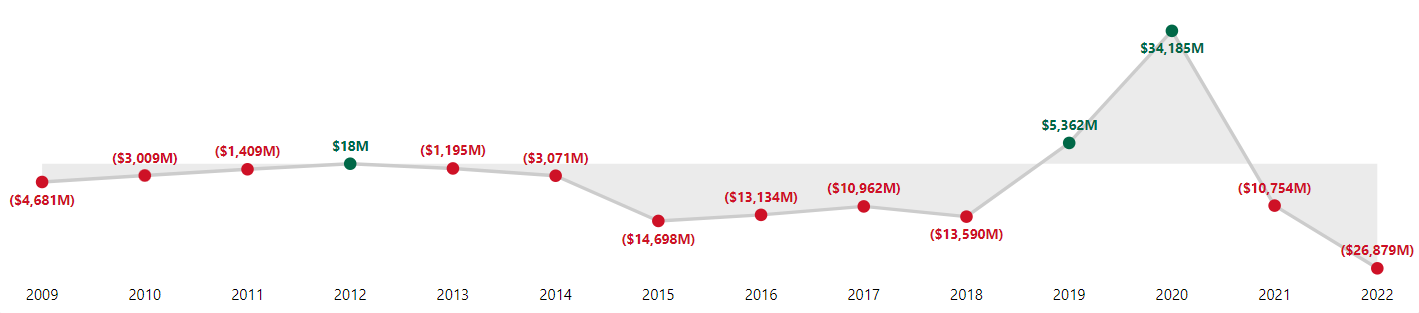 $34,185M
$5,362M
$18M
($1,195M)
($1,409M)
($3,009M)
($3,071M)
($4,681M)
($10,962M)
($10,754M)
($13,134M)
($14,698M)
($13,590M)
($26,879M)
2009
2010
2011
2012
2013
2014
2015
2016
2017
2018
2019
2020
2021
2022